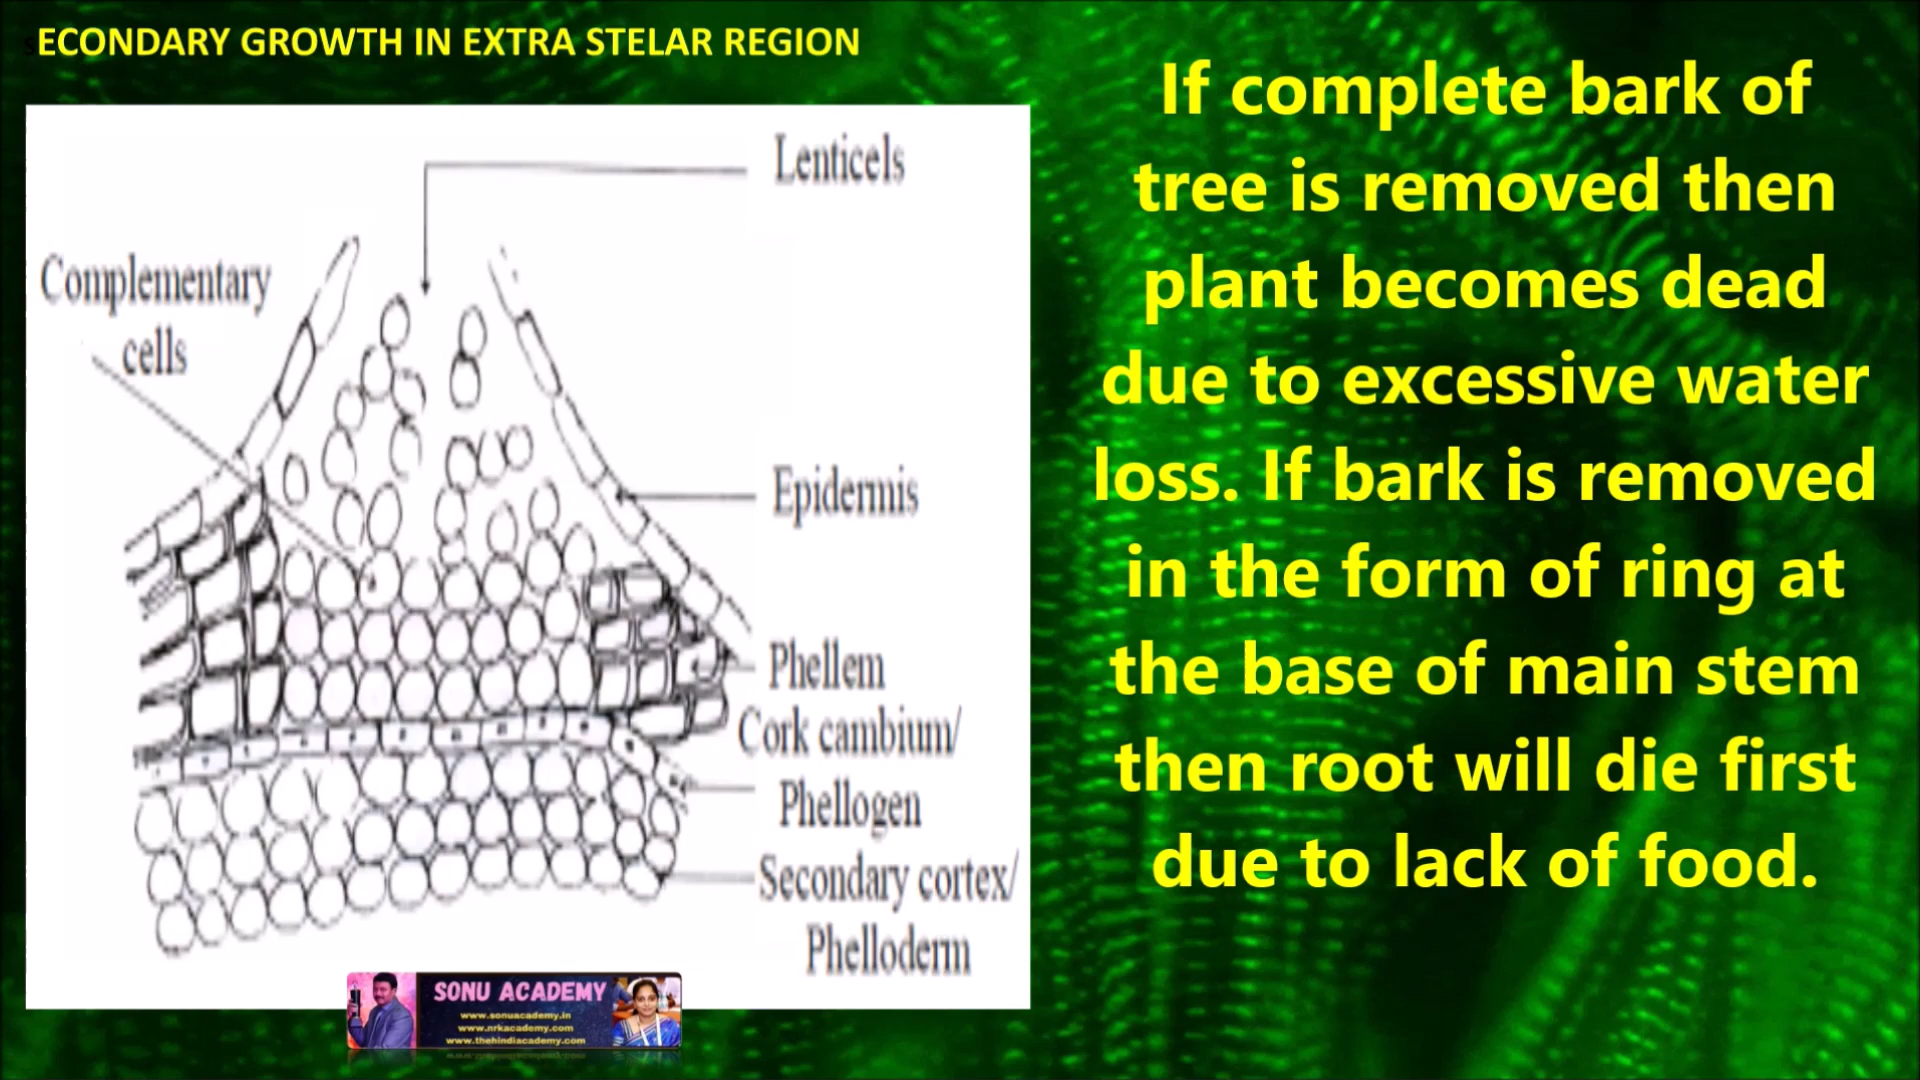 ECONDARY GROWTH IN EXTRA STELAR REGION
Lenticels
Complementary
cells
Epidermis
Phellem
Cork cambium/
Phellogen
Secondary cortex/
Phelloderm
If complete bark of
tree is removed then
plant becomes dead
due to excessive water
loss. If bark is removed
in the form of ring at
the base of main stem
then root will die first
due to lack of food.
SONU ACADEMY
www.sonuacademy.in
www.nrkacademy.com
www.thehindiacademy.com